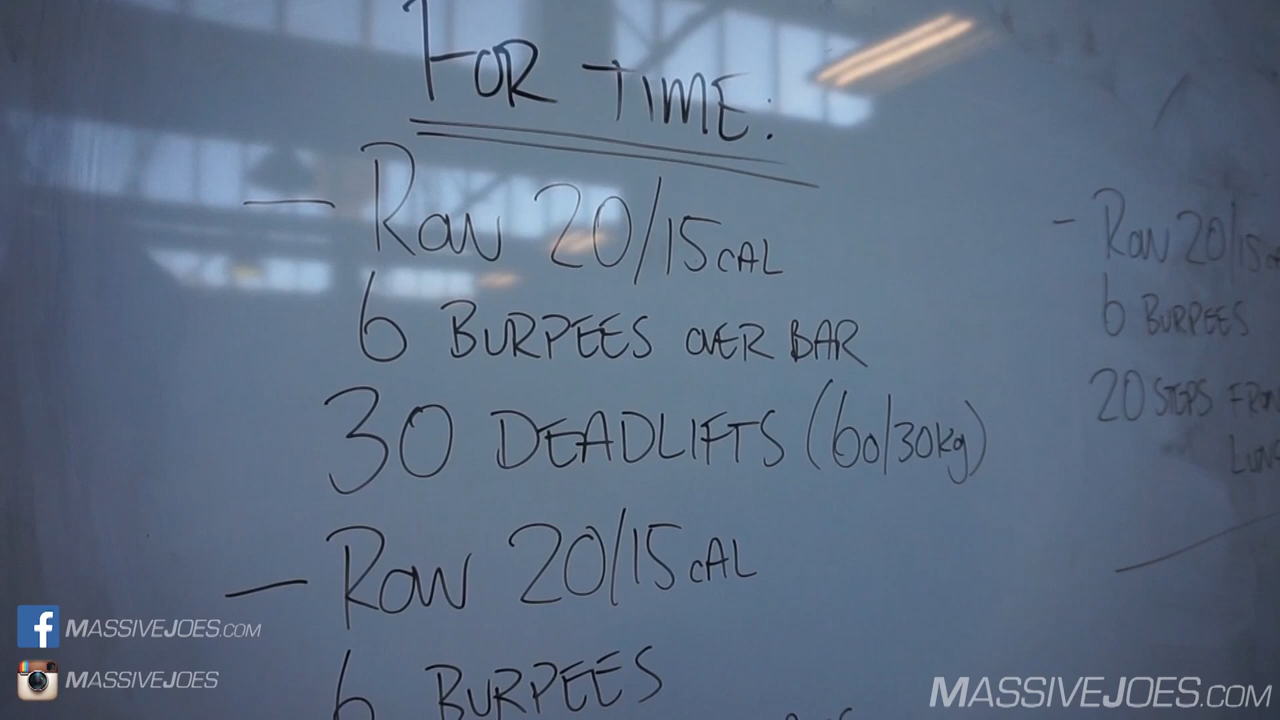 FOR TIME:
— ROW 20/15 CAL
6 BURPEES OVER BAR
30 DEADLIFTS (60/30kg)
— ROW 20/15 CAL
6 BURPEES
- ROW 20/15
6 BURPEES
20 STEPS
MASSIVEJOES.COM
MASSIVEJOES
MASSIVEJOES.COM